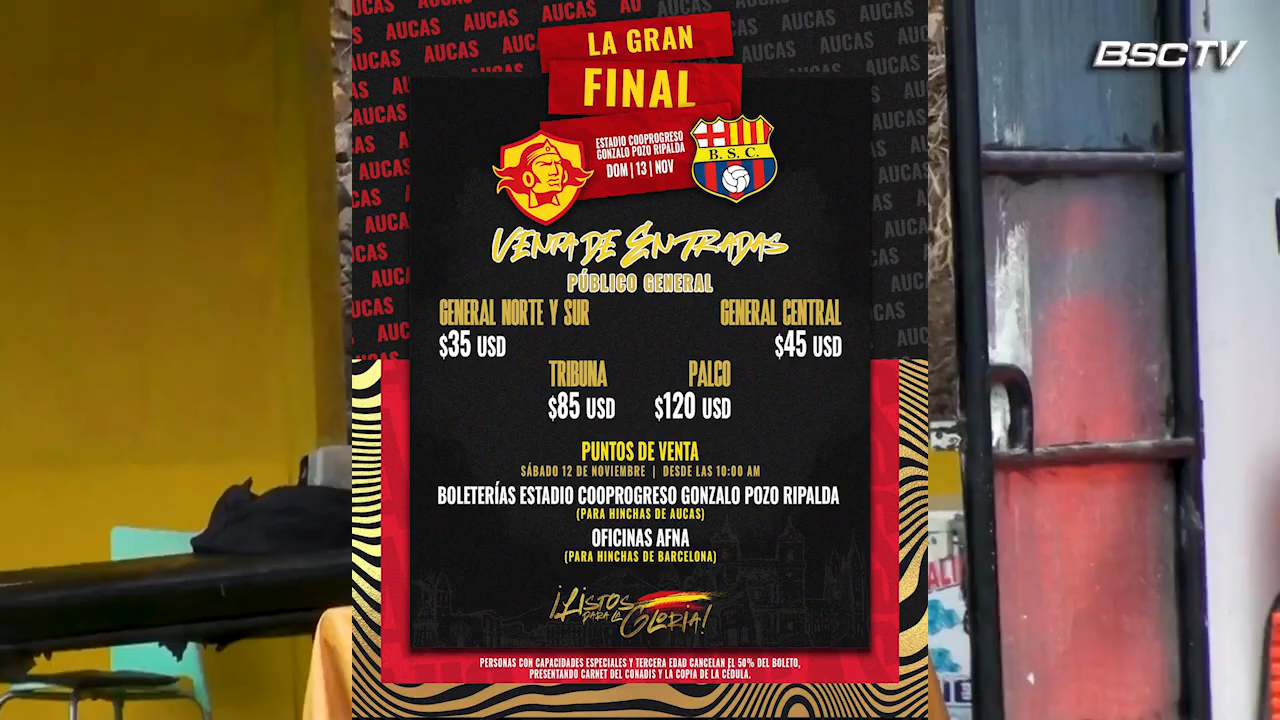 BSCTV
LA GRAN
FINAL
ESTADIO COOPROGRESO
GONZALO POZO RIPALDA
DOM | 13 | NOV
B. S. C.
VENTA DE ENTRADAS
PÚBLICO GENERAL
GENERAL NORTE Y SUR
$35 USD
GENERAL CENTRAL
$45 USD
TRIBUNA
$85 USD
PALCO
$120 USD
PUNTOS DE VENTA
SÁBADO 12 DE NOVIEMBRE | DESDE LAS 10:00 AM
BOLETERÍAS ESTADIO COOPROGRESO GONZALO POZO RIPALDA
(PARA HINCHAS DE AUCAS)
OFICINAS AFNA
(PARA HINCHAS DE BARCELONA)
¡LISTOS PARA LA GLORIA!
PERSONAS CON CAPACIDADES ESPECIALES Y TERCERA EDAD CANCELAN EL 50% DEL BOLETO,
PRESENTANDO CARNET DEL CONADIS Y LA COPIA DE LA CÉDULA.